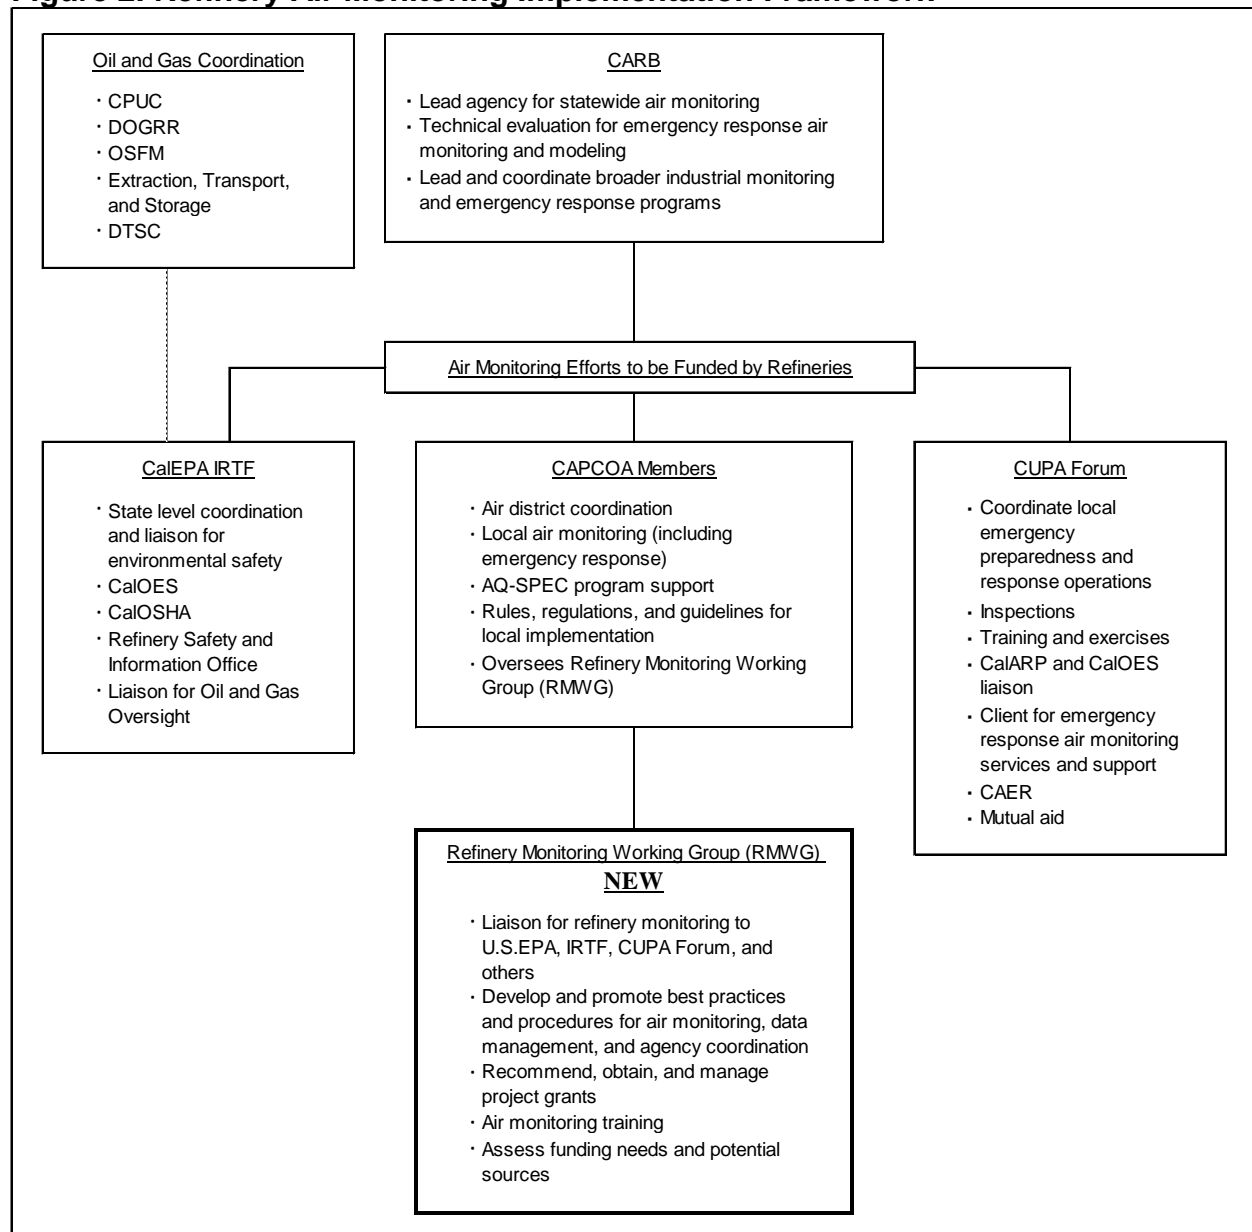 Figure 2. Refinery Air Monitoring Implementation Framework
Oil and Gas Coordination
· CPUC
· DOGRR
· OSFM
· Extraction, Transport,
and Storage
· DTSC
CARB
▪ Lead agency for statewide air monitoring
▪ Technical evaluation for emergency response air
monitoring and modeling
▪ Lead and coordinate broader industrial monitoring
and emergency response programs
Air Monitoring Efforts to be Funded by Refineries
CalEPA IRTF
· State level coordination
and liaison for
environmental safety
· CalOES
· CalOSHA
· Refinery Safety and
Information Office
· Liaison for Oil and Gas
Oversight
CAPCOA Members
· Air district coordination
· Local air monitoring (including
emergency response)
· AQ-SPEC program support
· Rules, regulations, and guidelines for
local implementation
· Oversees Refinery Monitoring Working
Group (RMWG)
CUPA Forum
▪ Coordinate local
emergency
preparedness and
response operations
▪ Inspections
▪ Training and exercises
▪ CalARP and CalOES
liaison
▪ Client for emergency
response air monitoring
services and support
▪ CAER
▪ Mutual aid
Refinery Monitoring Working Group (RMWG)
NEW
· Liaison for refinery monitoring to
U.S.EPA, IRTF, CUPA Forum, and
others
· Develop and promote best practices
and procedures for air monitoring, data
management, and agency coordination
· Recommend, obtain, and manage
project grants
· Air monitoring training
· Assess funding needs and potential
sources